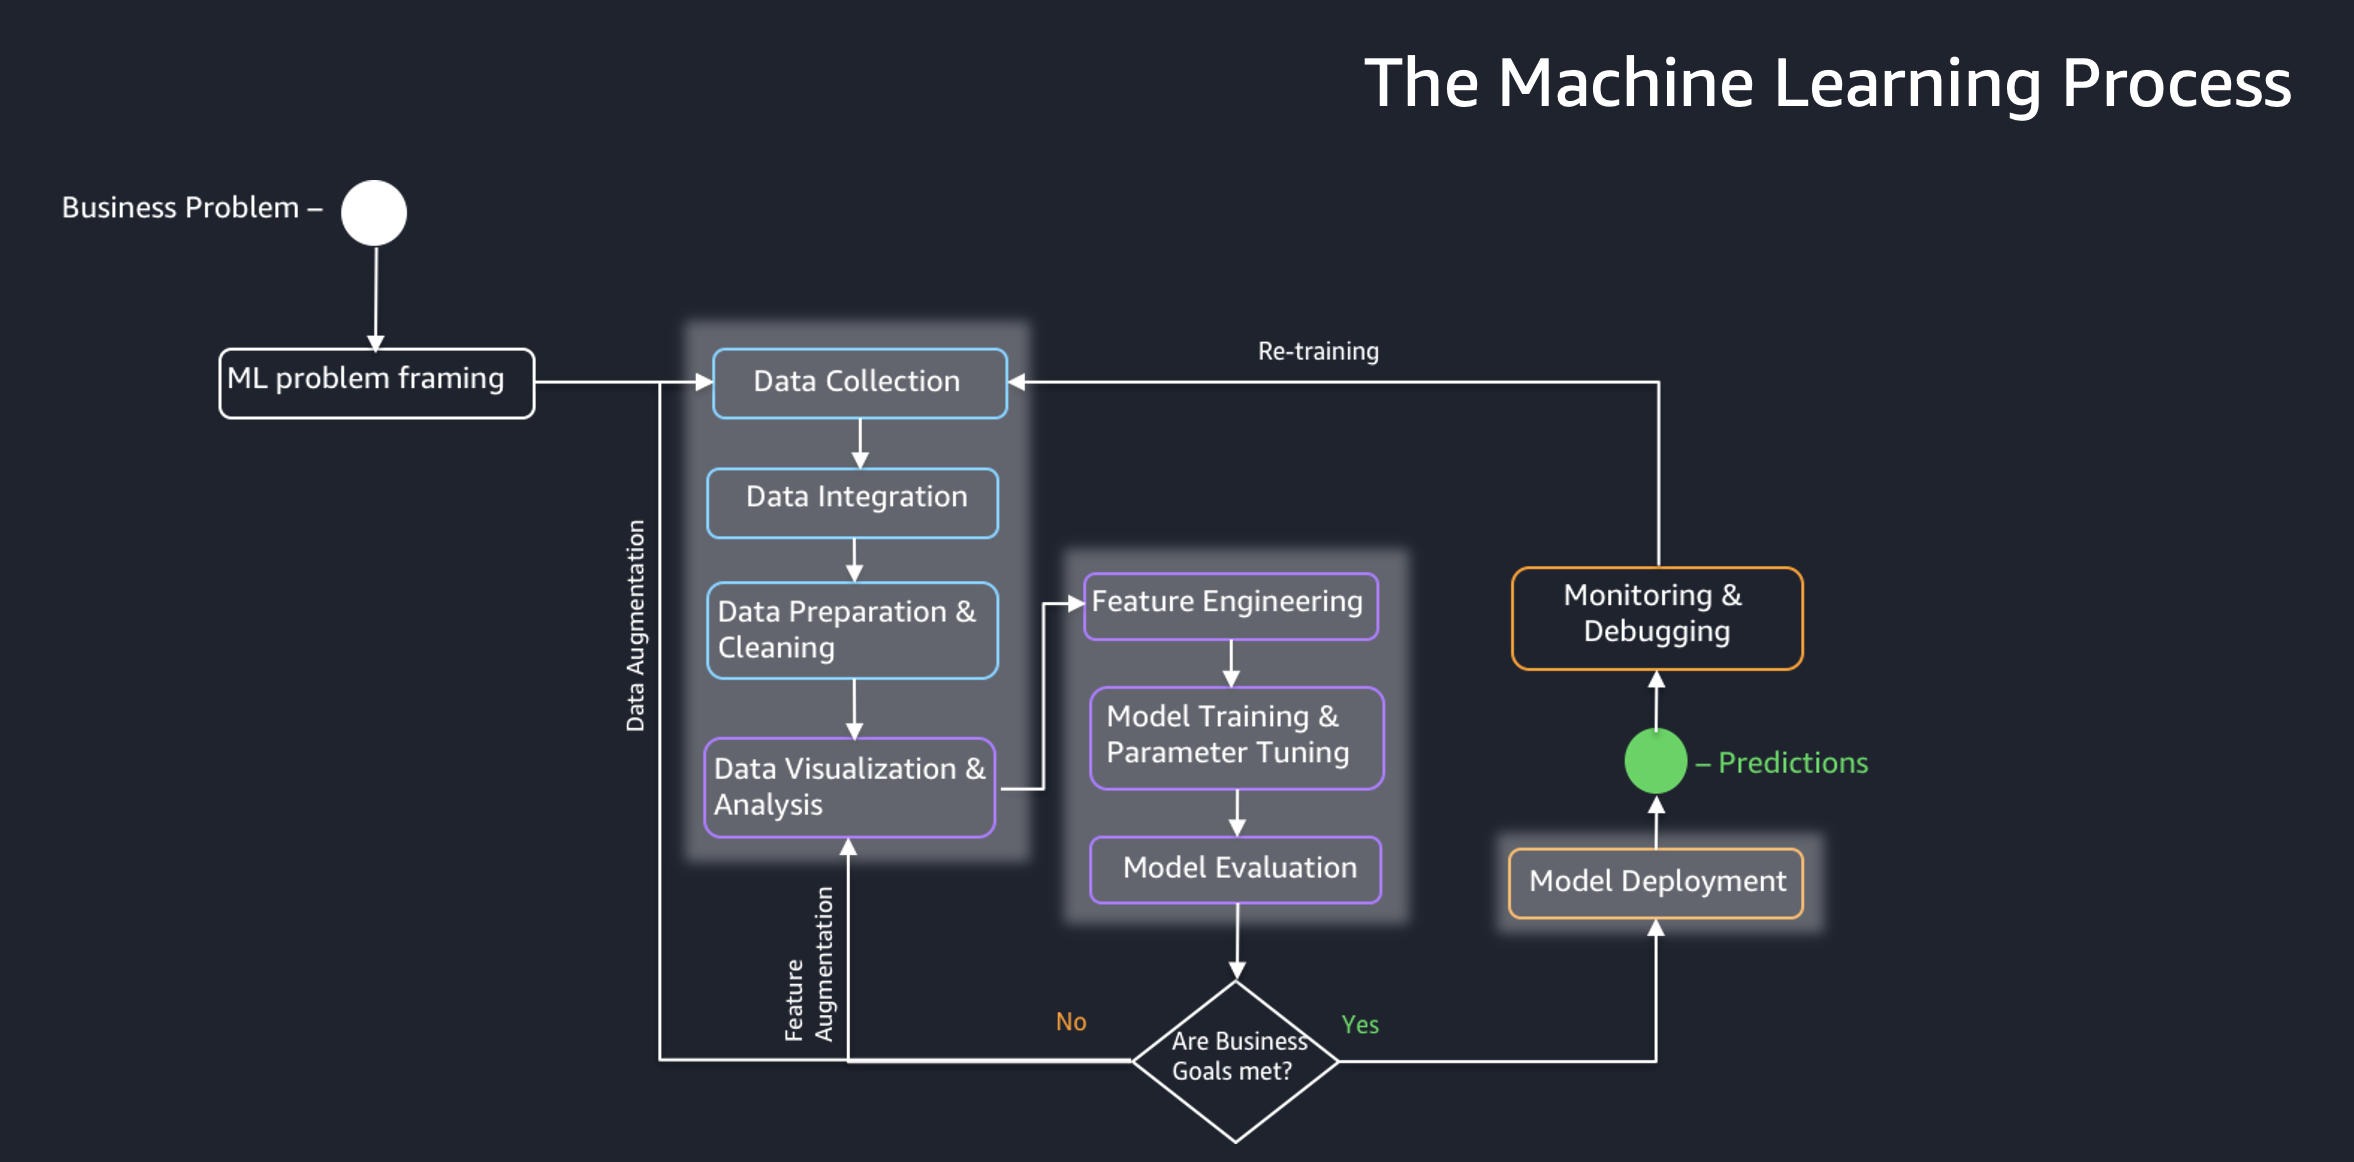 The Machine Learning Process
Business Problem –
ML problem framing
Data Collection
Re-training
Data Integration
Data Augmentation
Data Preparation &
Cleaning
Feature Engineering
Monitoring &
Debugging
Model Training &
Parameter Tuning
Data Visualization &
Analysis
– Predictions
Model Evaluation
Model Deployment
Feature
Augmentation
No
Yes
Are Business
Goals met?